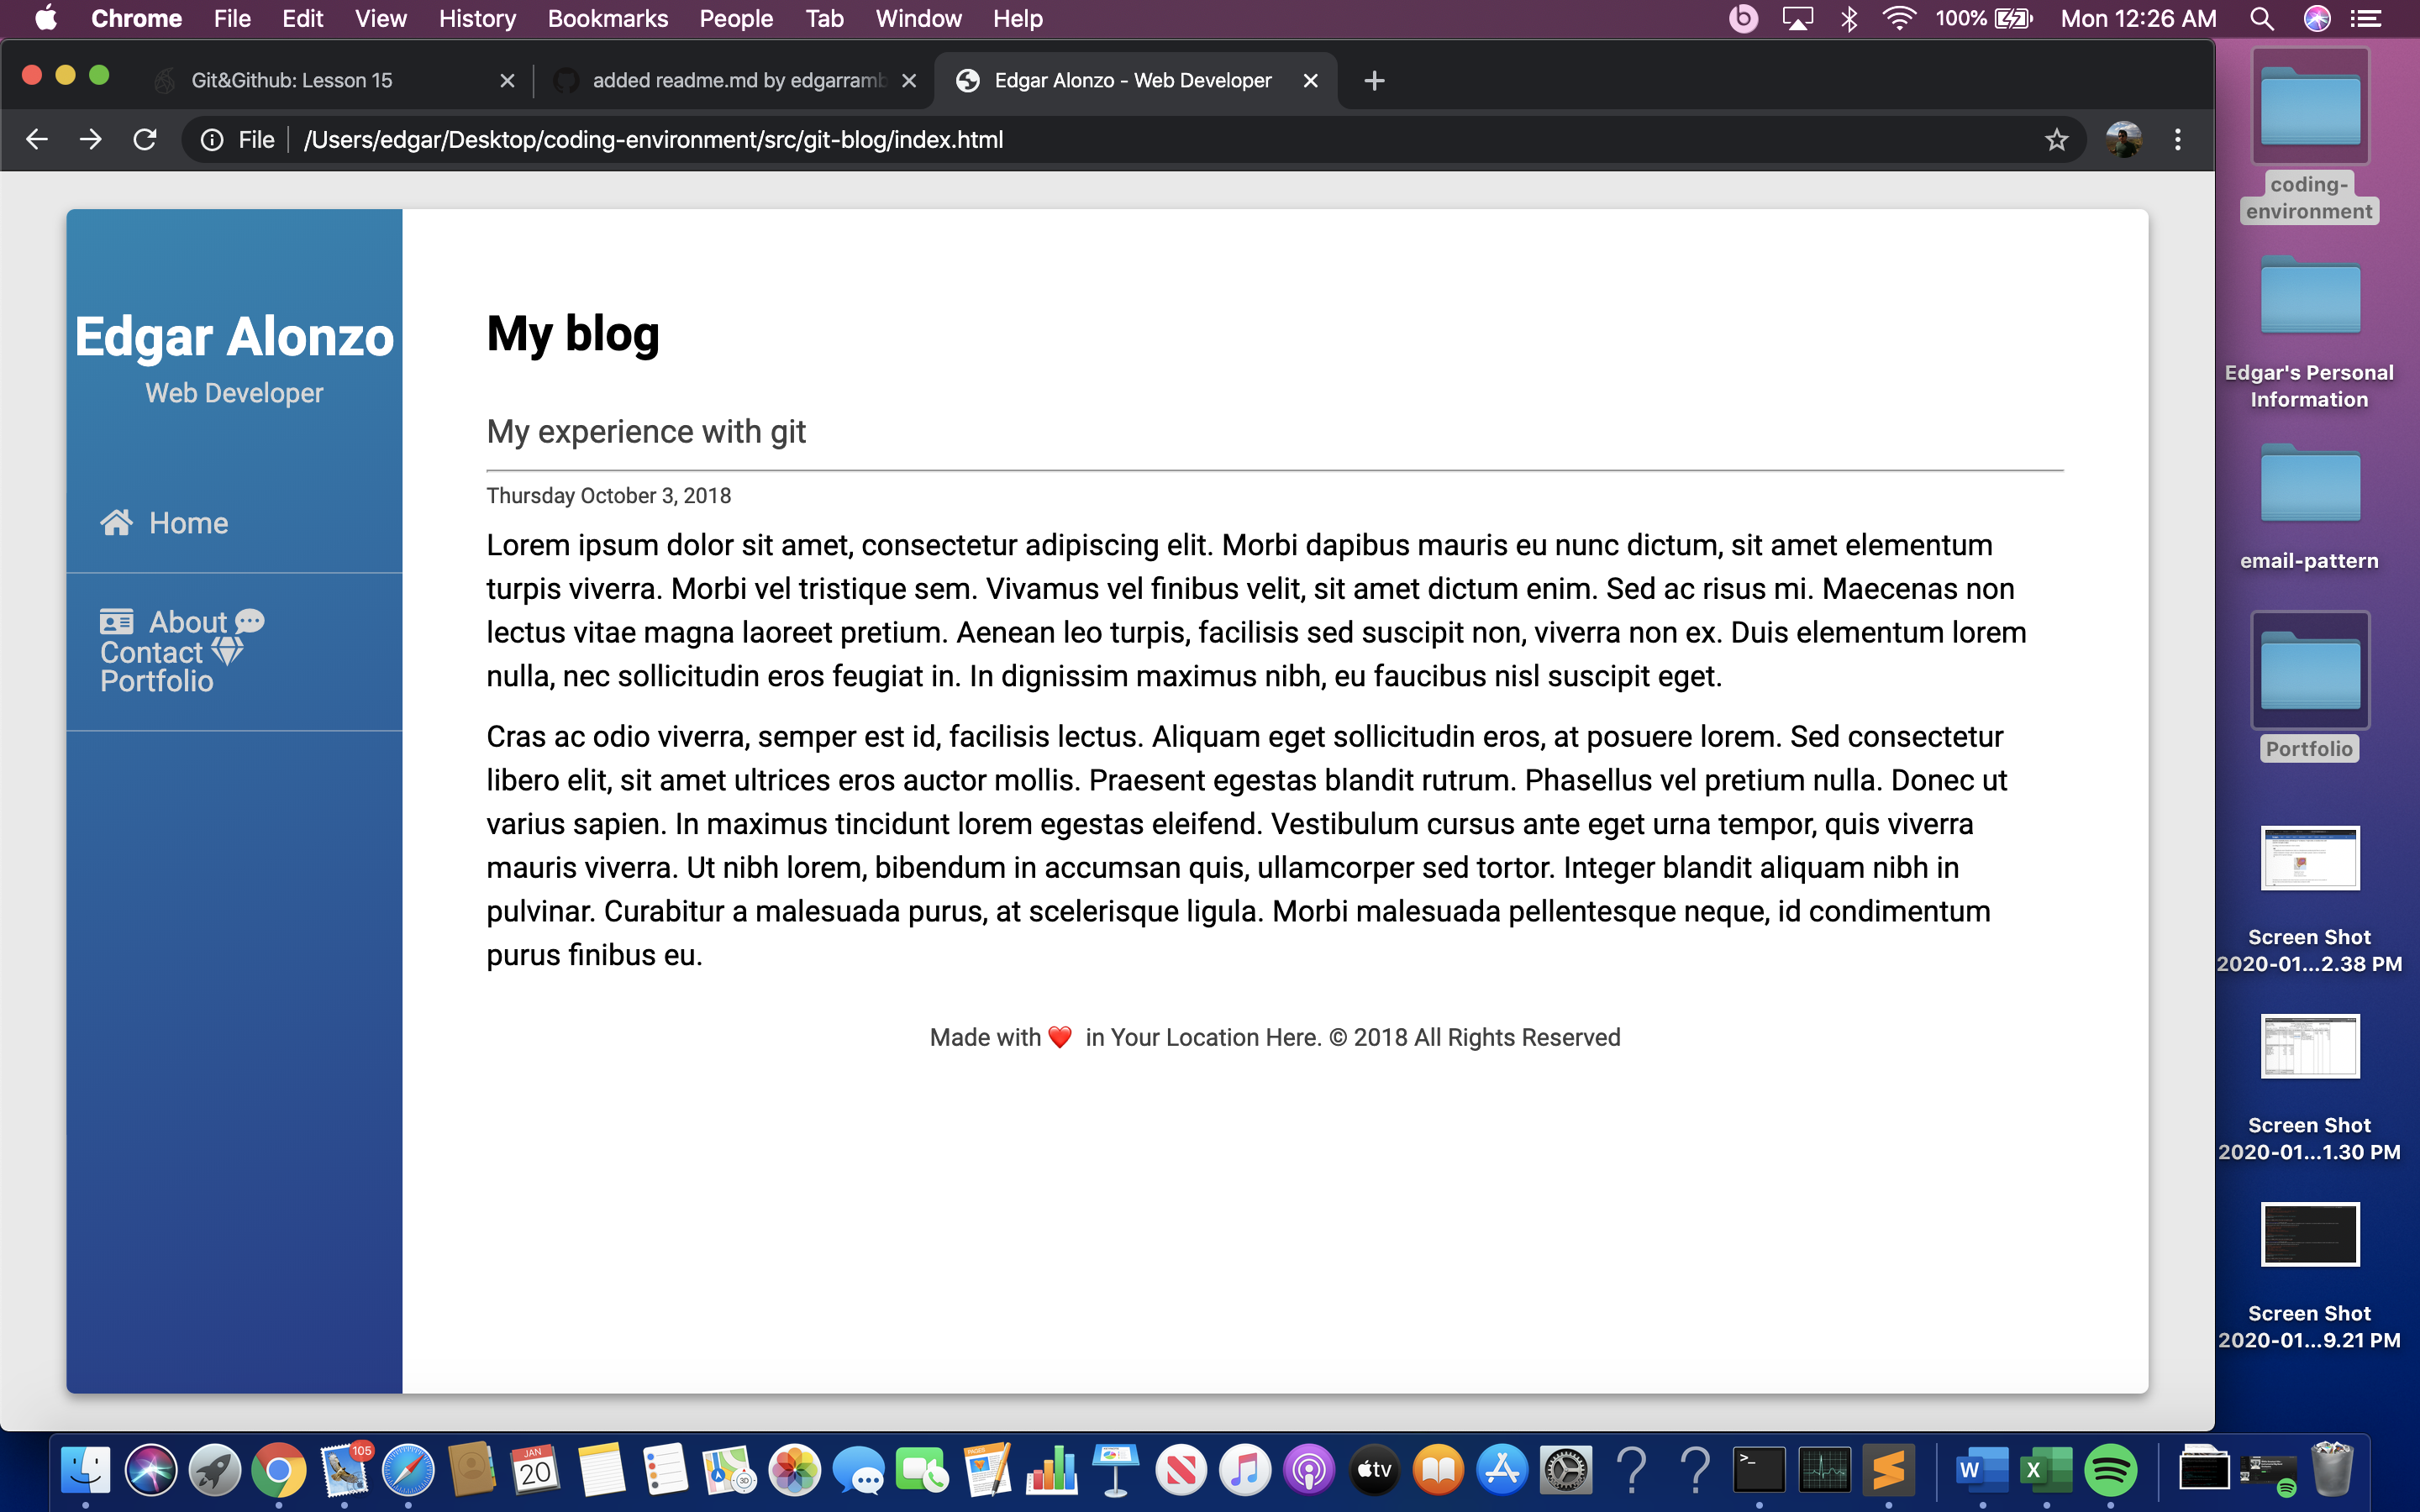 Chrome File Edit View History Bookmarks People Tab Window Help 100% Mon 12:26 AM
Git&Github: Lesson 15
added readme.md by edgarramb
Edgar Alonzo - Web Developer
File /Users/edgar/Desktop/coding-environment/src/git-blog/index.html
Edgar Alonzo
Web Developer
Home
About
Contact
Portfolio
My blog
My experience with git
Thursday October 3, 2018
Lorem ipsum dolor sit amet, consectetur adipiscing elit. Morbi dapibus mauris eu nunc dictum, sit amet elementum
turpis viverra. Morbi vel tristique sem. Vivamus vel finibus velit, sit amet dictum enim. Sed ac risus mi. Maecenas non
lectus vitae magna laoreet pretium. Aenean leo turpis, facilisis sed suscipit non, viverra non ex. Duis elementum lorem
nulla, nec sollicitudin eros feugiat in. In dignissim maximus nibh, eu faucibus nisl suscipit eget.
Cras ac odio viverra, semper est id, facilisis lectus. Aliquam eget sollicitudin eros, at posuere lorem. Sed consectetur
libero elit, sit amet ultrices eros auctor mollis. Praesent egestas blandit rutrum. Phasellus vel pretium nulla. Donec ut
varius sapien. In maximus tincidunt lorem egestas eleifend. Vestibulum cursus ante eget urna tempor, quis viverra
mauris viverra. Ut nibh lorem, bibendum in accumsan quis, ullamcorper sed tortor. Integer blandit aliquam nibh in
pulvinar. Curabitur a malesuada purus, at scelerisque ligula. Morbi malesuada pellentesque neque, id condimentum
purus finibus eu.
Made with ❤️ in Your Location Here. © 2018 All Rights Reserved
coding-
environment
Edgar's Personal
Information
email-pattern
Portfolio
Screen Shot
2020-01...2.38 PM
Screen Shot
2020-01...1.30 PM
Screen Shot
2020-01...9.21 PM
105
JAN
20
PAGES
3D
tv
W
X